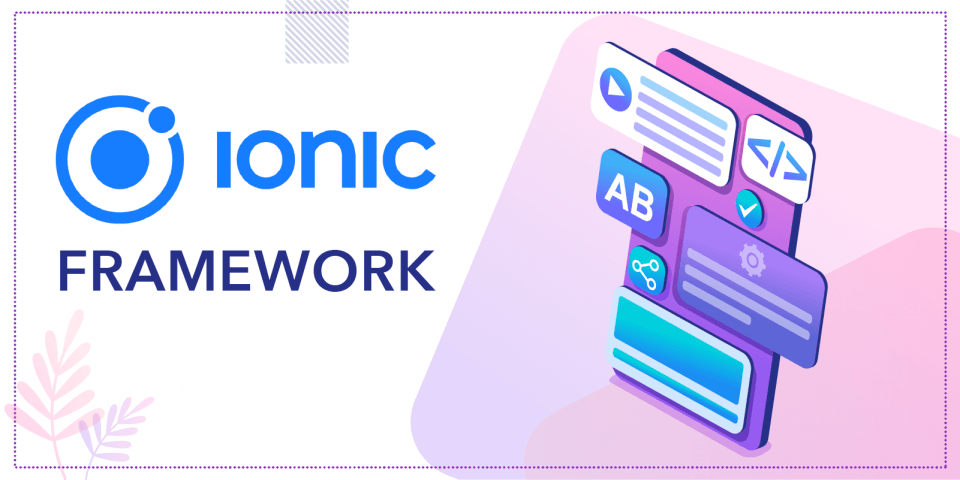 IONIC
FRAMEWORK
</>
AB